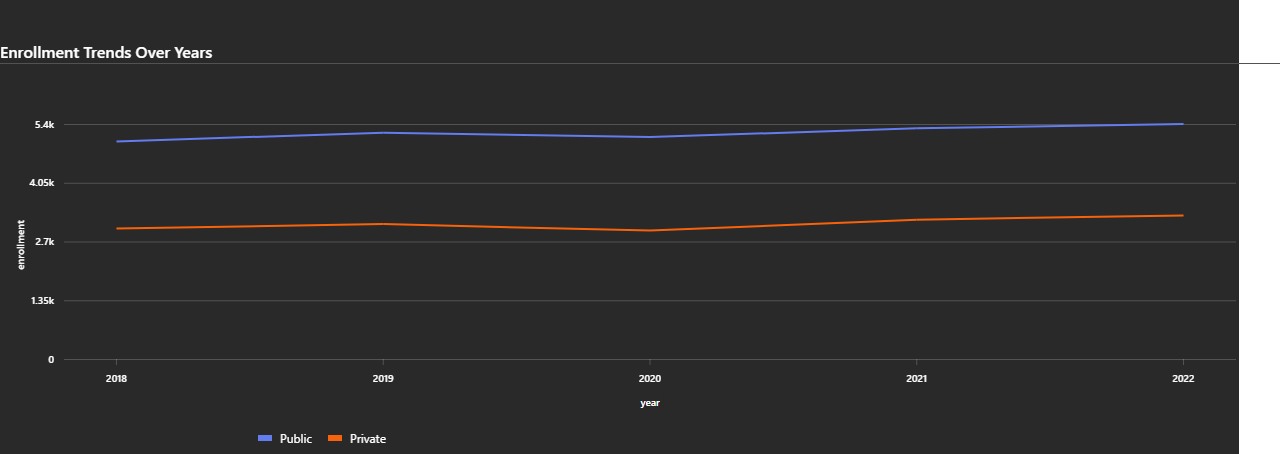 Enrollment Trends Over Years
5.4k
4.05k
2.7k
1.35k
0
enrollment
2018 2019 2020 2021 2022
year
Public Private